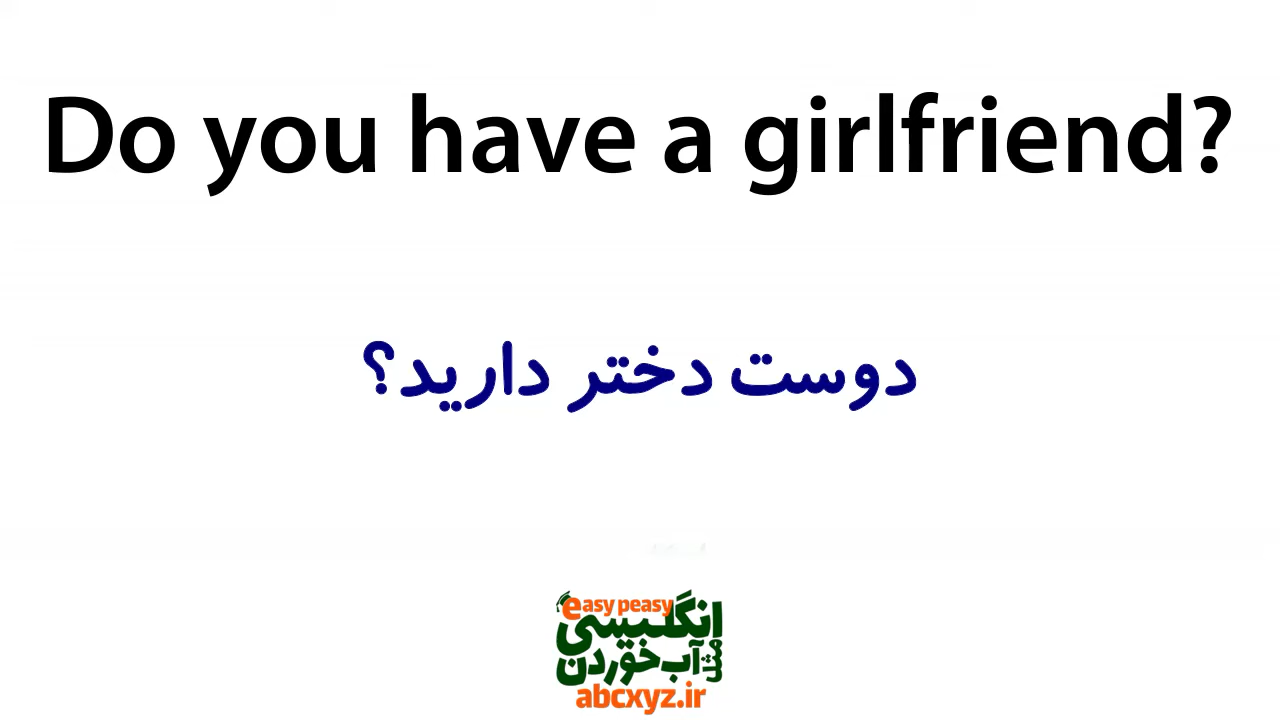 Do you have a girlfriend?
دوست دختر دارید؟
easy peasy
انگلیسی
مثل آب خوردن
abcxyz.ir